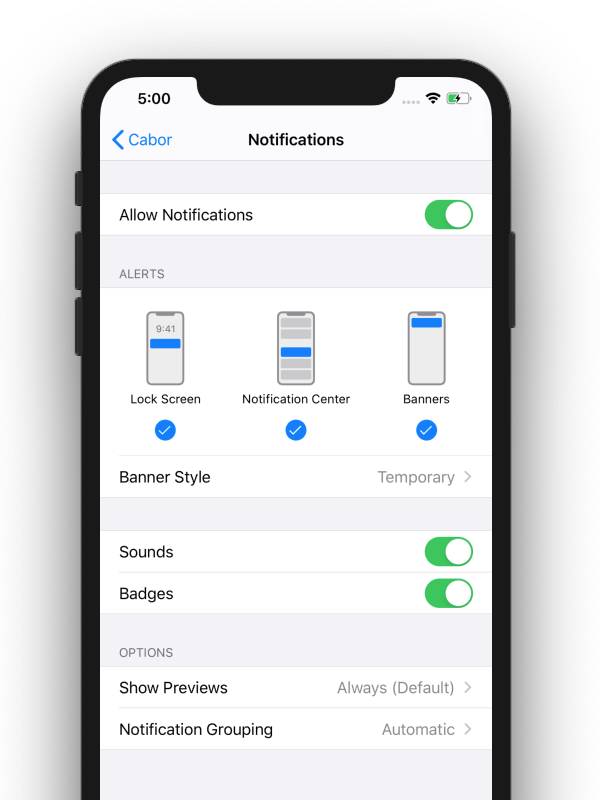 5:00
Cabor
Notifications
Allow Notifications
ALERTS
9:41
Lock Screen
Notification Center
Banners
Banner Style
Temporary
Sounds
Badges
OPTIONS
Show Previews
Always (Default)
Notification Grouping
Automatic